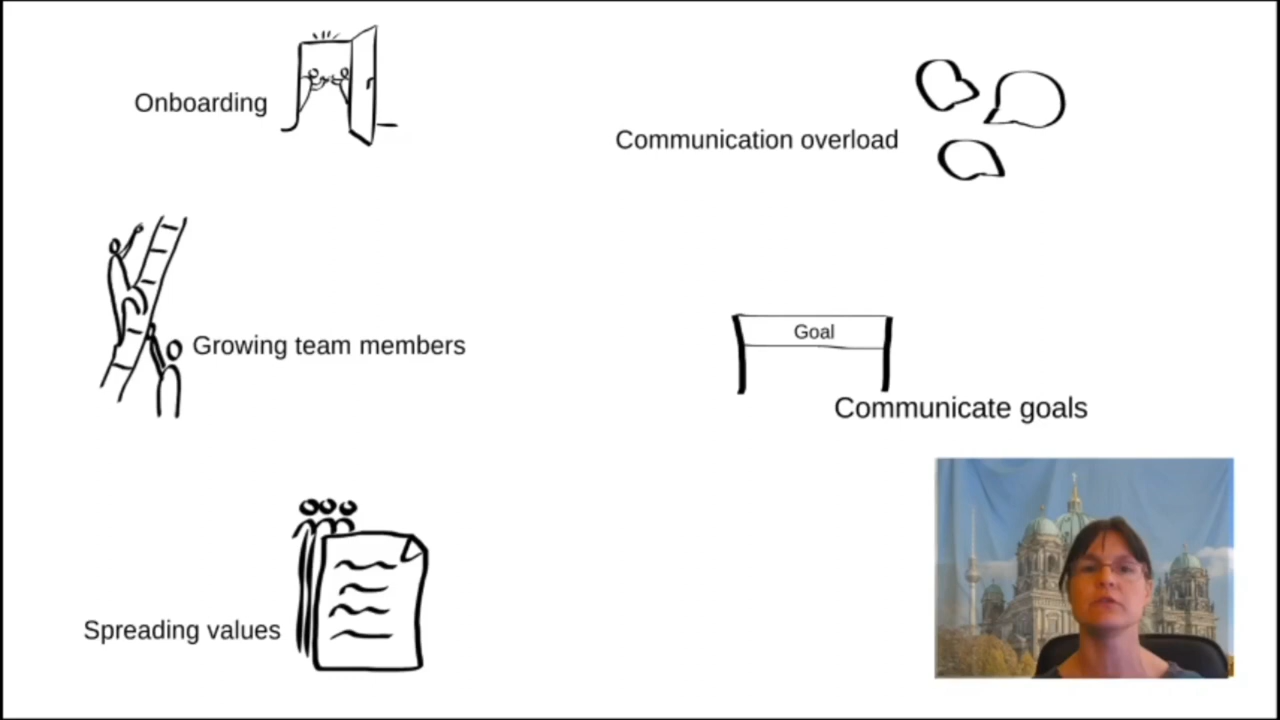 Onboarding
Communication overload
Growing team members
Goal
Communicate goals
Spreading values